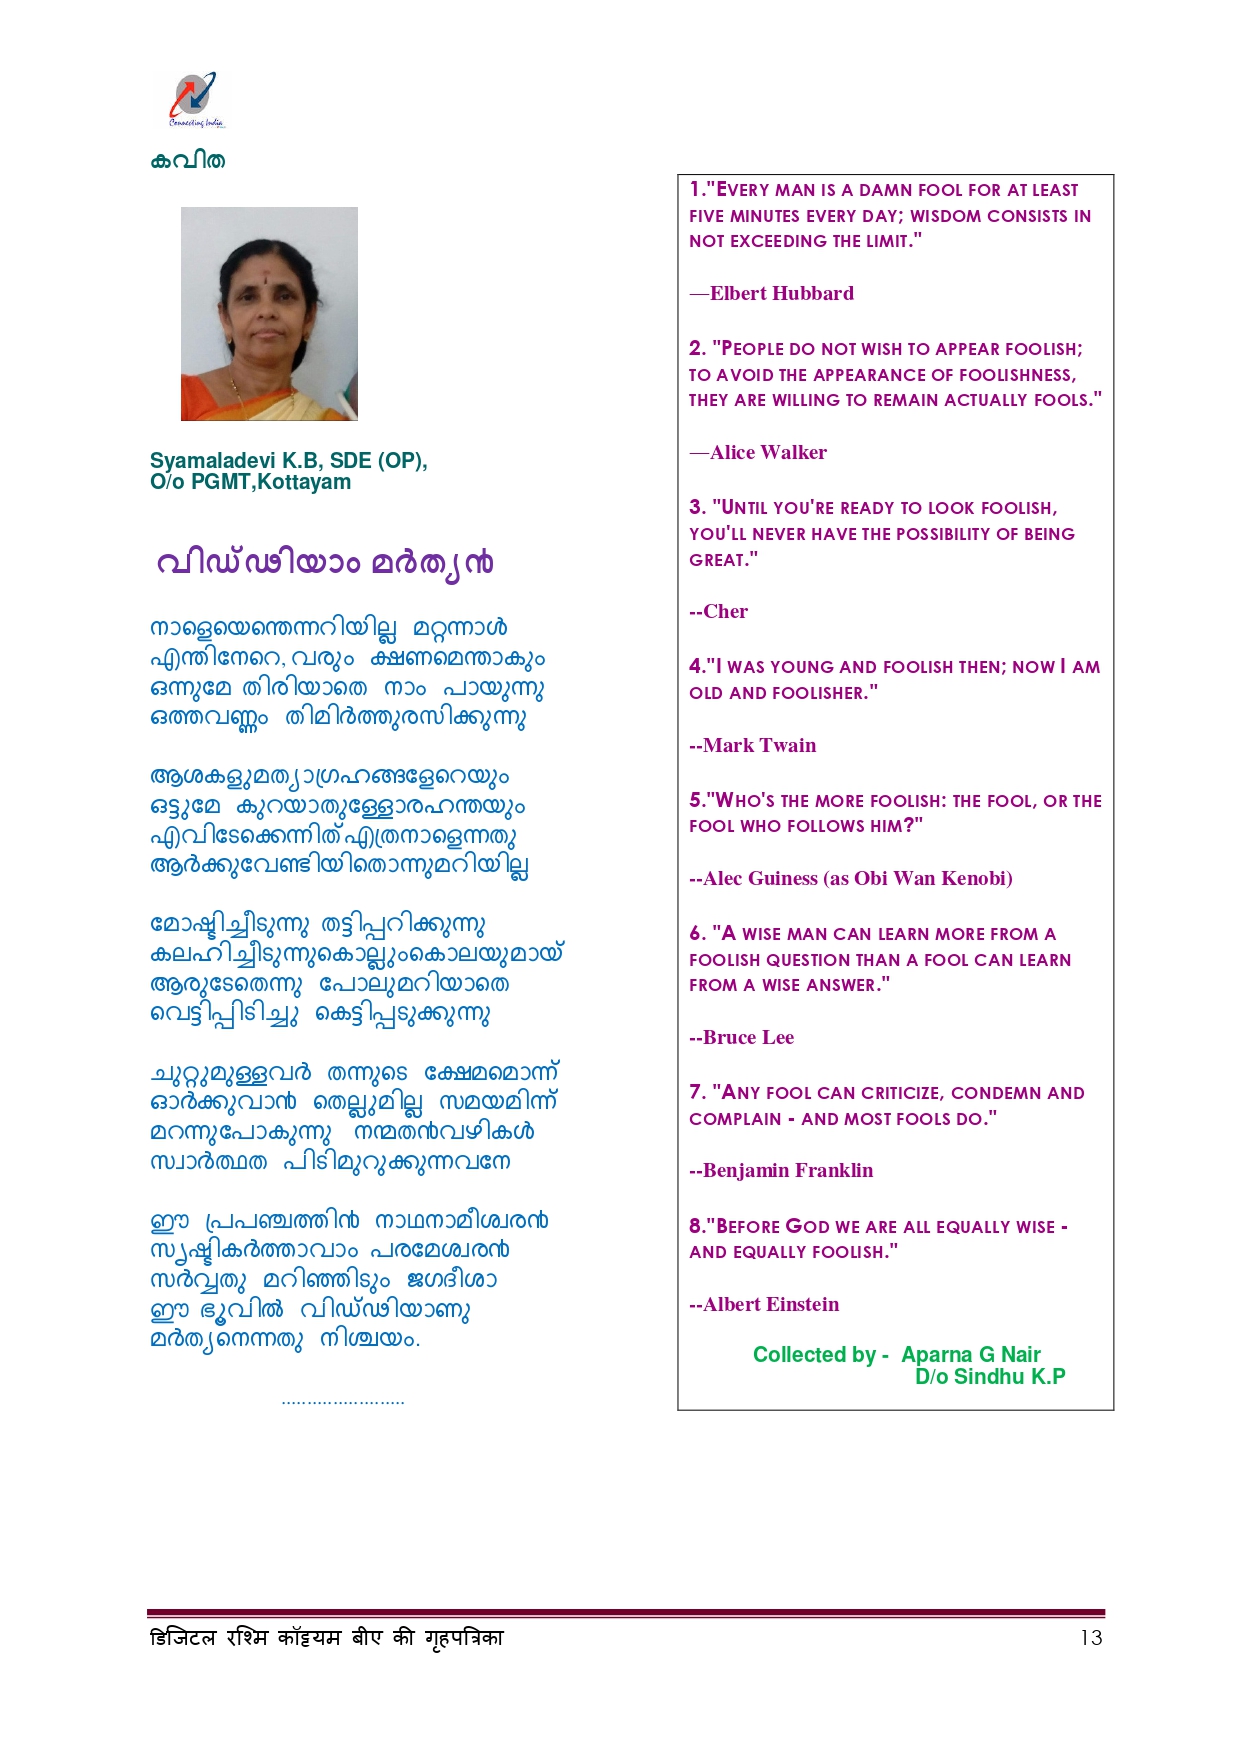 Connecting India
കവിത
Syamaladevi K.B, SDE (OP),
O/o PGMT,Kottayam
വിഡ്ഢിയാം മർത്യൻ
നാളെയെന്തെന്നറിയില്ല മറ്റന്നാൾ
എന്തിനേറെ, വരും ക്ഷണമെന്താകും
ഒന്നുമേ തിരിയാതെ നാം പായുന്നു
ഒത്തവണ്ണം തിമിർത്തുരസിക്കുന്നു
ആശകളുമത്യാഗ്രഹങ്ങളേറെയും
ഒട്ടുമേ കുറയാതുള്ളോരഹന്തയും
എവിടേക്കെന്നിത് എത്രനാളെന്നതു
ആർക്കുവേണ്ടിയിതൊന്നുമറിയില്ല
മോഷ്ടിച്ചീടുന്നു തട്ടിപ്പറിക്കുന്നു
കലഹിച്ചീടുന്നുകൊല്ലുംകൊലയുമായ്
ആരുടേതെന്നു പോലുമറിയാതെ
വെട്ടിപ്പിടിച്ചു കെട്ടിപ്പടുക്കുന്നു
ചുറ്റുമുള്ളവർ തന്നുടെ ക്ഷേമമൊന്ന്
ഓർക്കുവാൻ തെല്ലുമില്ല സമയമിന്ന്
മറന്നുപോകുന്നു നന്മതൻവഴികൾ
സ്വാർത്ഥത പിടിമുറുക്കുന്നവനേ
ഈ പ്രപഞ്ചത്തിൻ നാഥനാമീശ്വരൻ
സൃഷ്ടികർത്താവാം പരമേശ്വരൻ
സർവ്വതു മറിഞ്ഞിടും ജഗദീശാ
ഈ ഭൂവിൽ വിഡ്ഢിയാണു
മർത്യനെന്നതു നിശ്ചയം.
........................
1."EVERY MAN IS A DAMN FOOL FOR AT LEAST
FIVE MINUTES EVERY DAY; WISDOM CONSISTS IN
NOT EXCEEDING THE LIMIT."
—Elbert Hubbard
2. "PEOPLE DO NOT WISH TO APPEAR FOOLISH;
TO AVOID THE APPEARANCE OF FOOLISHNESS,
THEY ARE WILLING TO REMAIN ACTUALLY FOOLS."
—Alice Walker
3. "UNTIL YOU'RE READY TO LOOK FOOLISH,
YOU'LL NEVER HAVE THE POSSIBILITY OF BEING
GREAT."
--Cher
4."I WAS YOUNG AND FOOLISH THEN; NOW I AM
OLD AND FOOLISHER."
--Mark Twain
5."WHO'S THE MORE FOOLISH: THE FOOL, OR THE
FOOL WHO FOLLOWS HIM?"
--Alec Guiness (as Obi Wan Kenobi)
6. "A WISE MAN CAN LEARN MORE FROM A
FOOLISH QUESTION THAN A FOOL CAN LEARN
FROM A WISE ANSWER."
--Bruce Lee
7. "ANY FOOL CAN CRITICIZE, CONDEMN AND
COMPLAIN - AND MOST FOOLS DO."
--Benjamin Franklin
8."BEFORE GOD WE ARE ALL EQUALLY WISE -
AND EQUALLY FOOLISH."
--Albert Einstein
Collected by - Aparna G Nair
D/o Sindhu K.P
डिजिटल रश्मि कॉट्टयम बीए की गृहपत्रिका 13